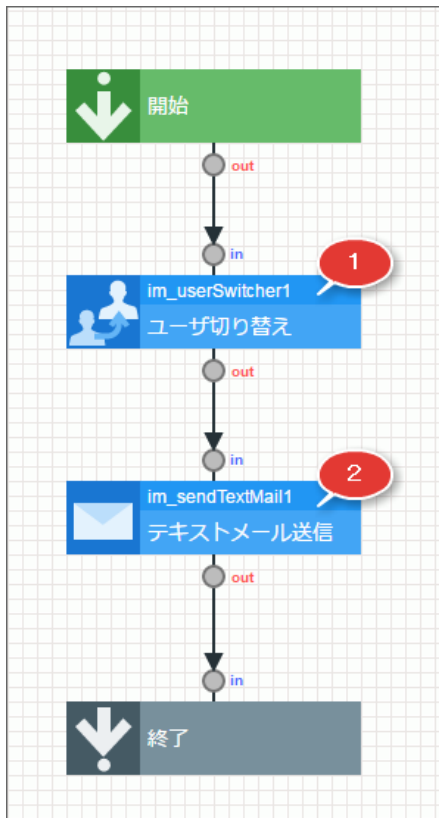 開始
out
in
1
im_userSwitcher1
ユーザ切り替え
out
in
2
im_sendTextMail1
テキストメール送信
out
in
終了